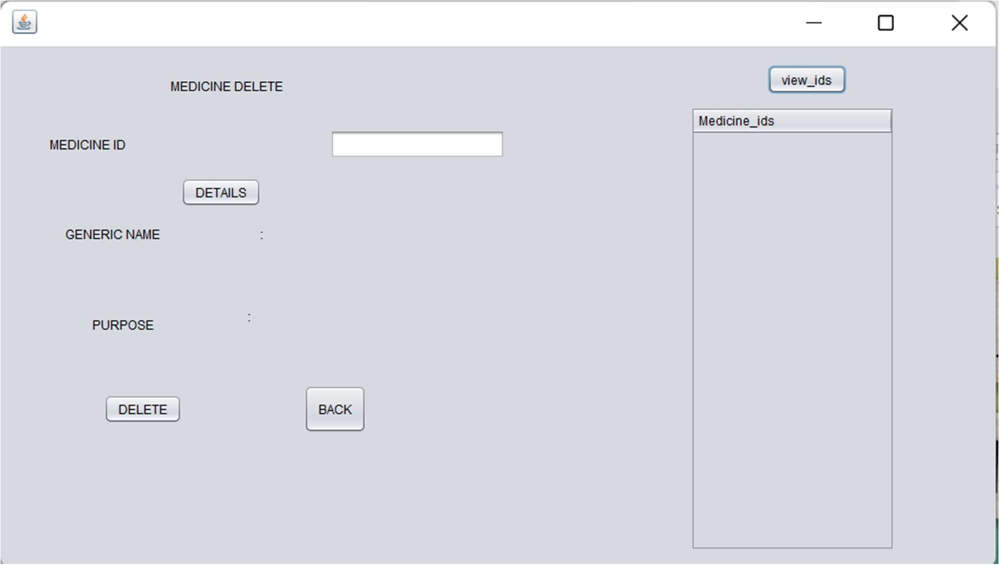 MEDICINE DELETE
view_ids
Medicine_ids
MEDICINE ID
DETAILS
GENERIC NAME :
PURPOSE :
DELETE
BACK